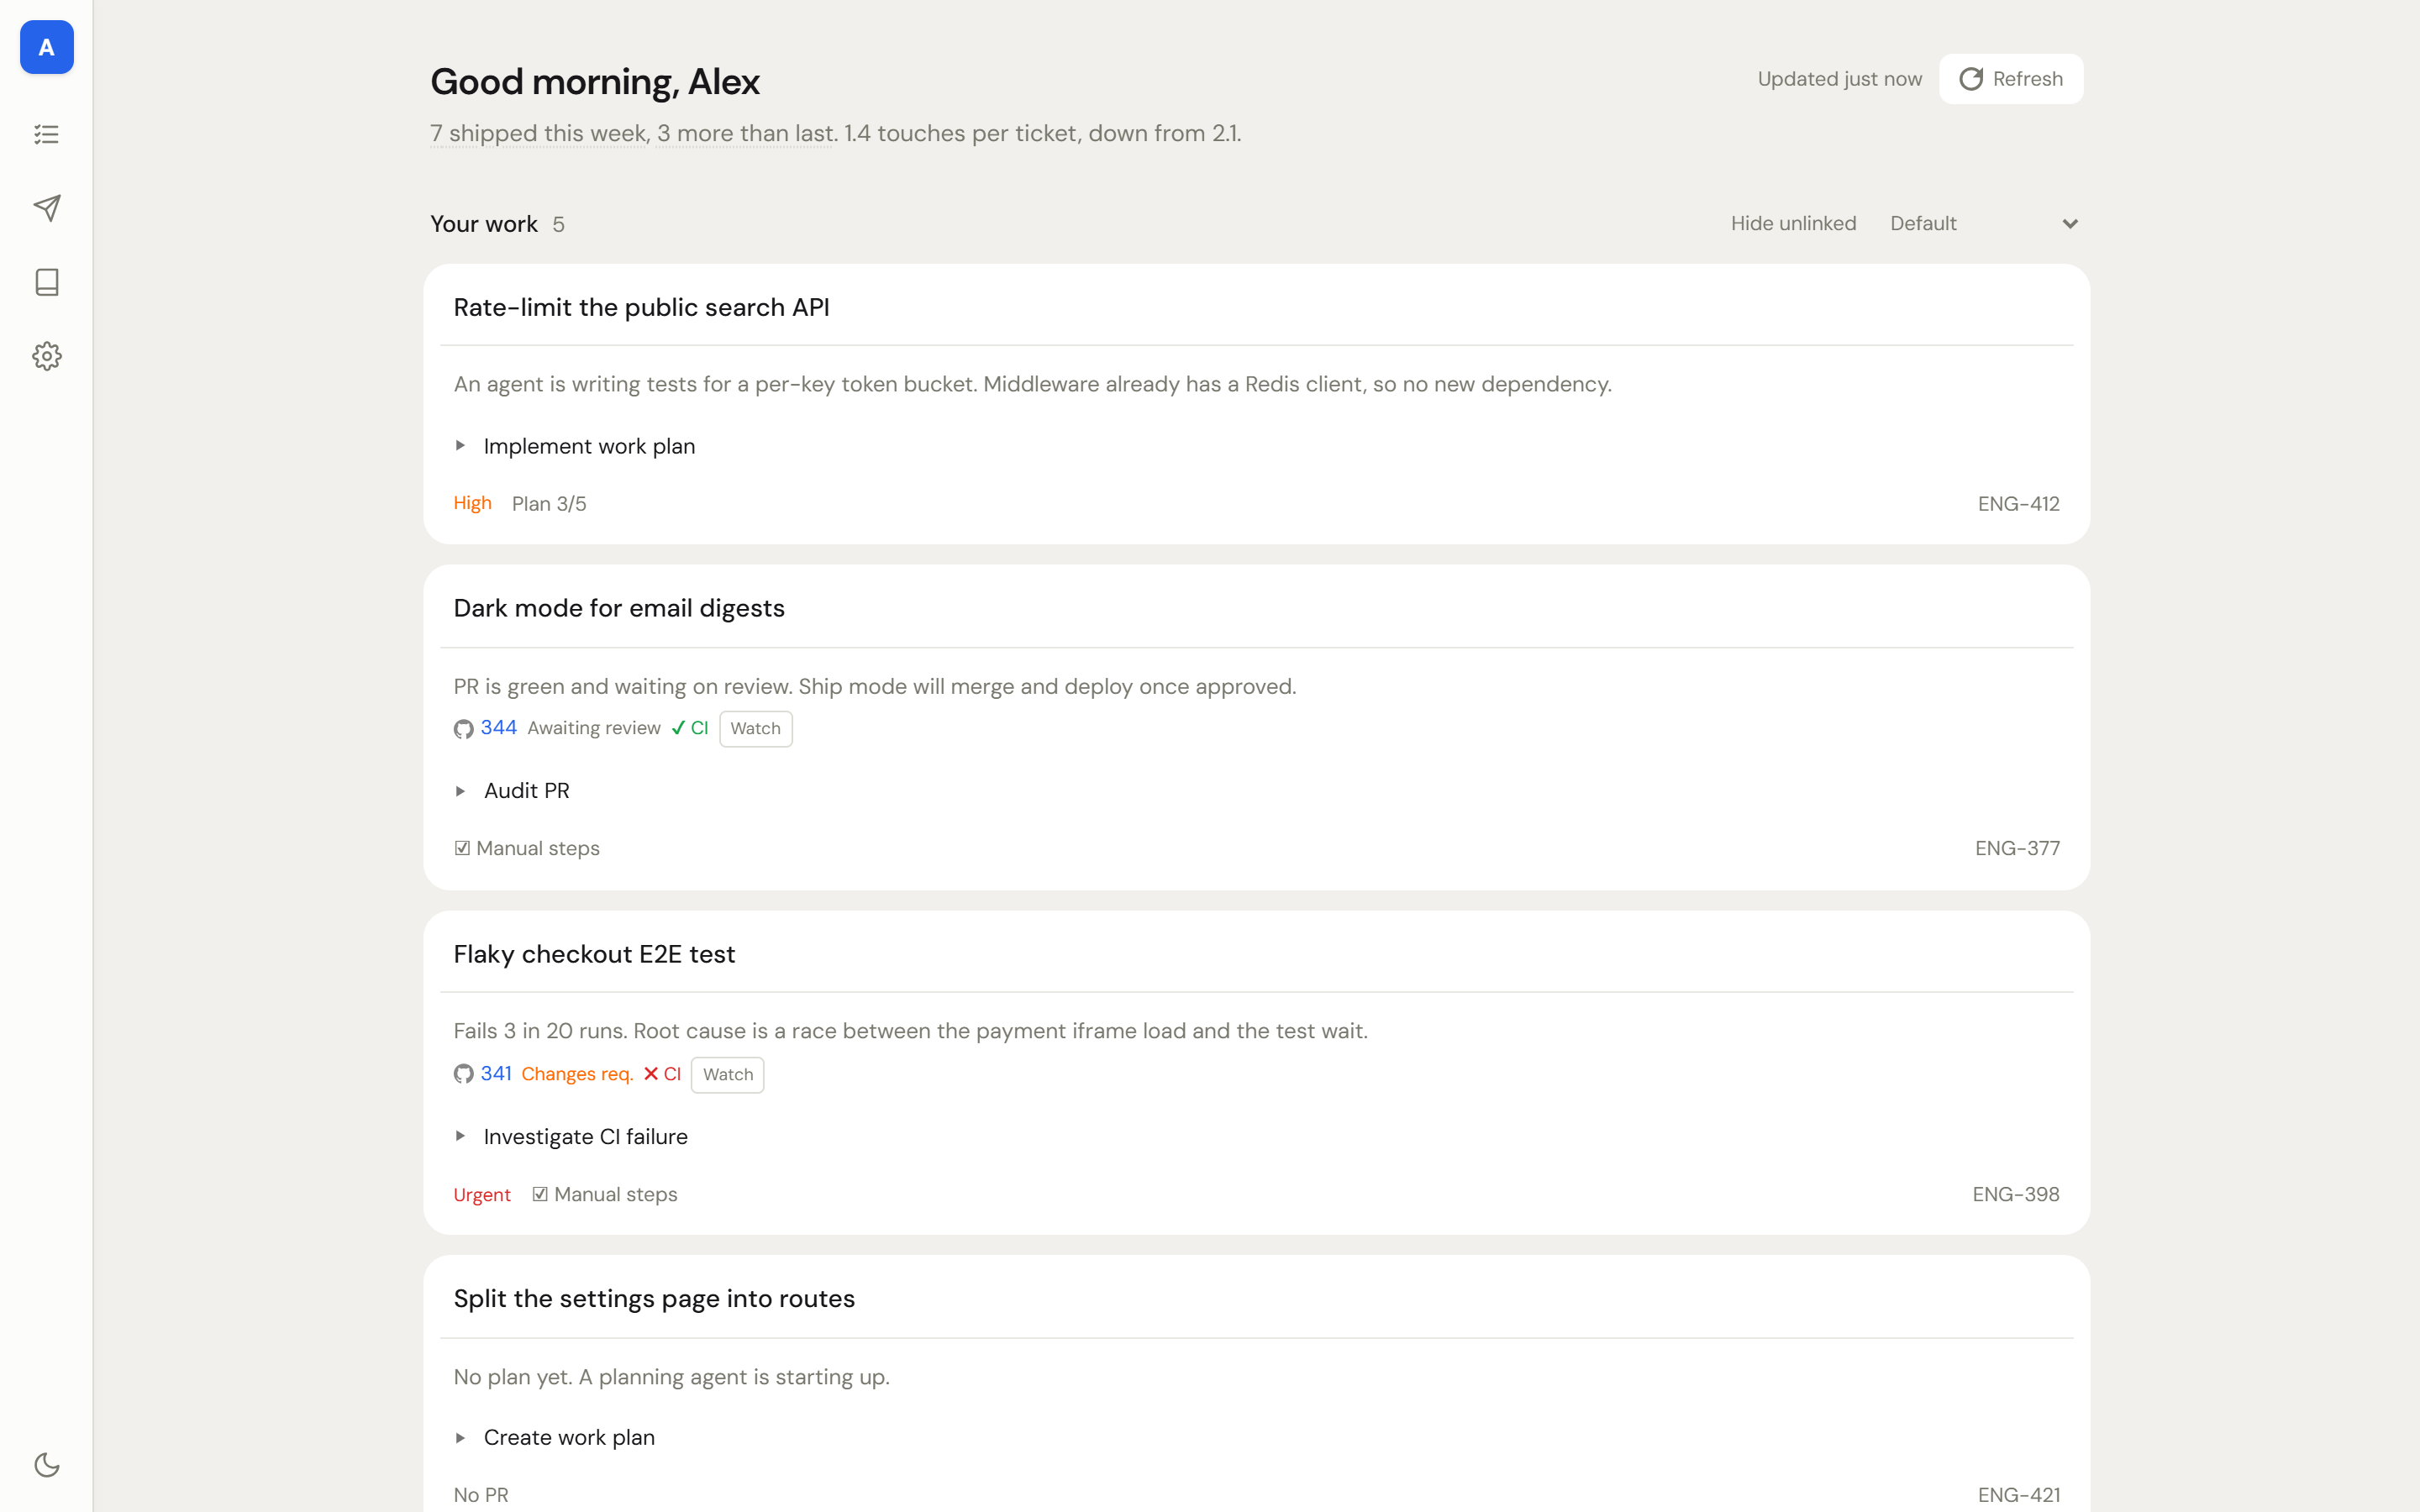 A
Good morning, Alex
Updated just now
Refresh
7 shipped this week, 3 more than last. 1.4 touches per ticket, down from 2.1.
Your work 5
Hide unlinked
Default
Rate-limit the public search API
An agent is writing tests for a per-key token bucket. Middleware already has a Redis client, so no new dependency.
Implement work plan
High Plan 3/5
ENG-412
Dark mode for email digests
PR is green and waiting on review. Ship mode will merge and deploy once approved.
344 Awaiting review ✓ CI Watch
Audit PR
☑ Manual steps
ENG-377
Flaky checkout E2E test
Fails 3 in 20 runs. Root cause is a race between the payment iframe load and the test wait.
341 Changes req. ✕ CI Watch
Investigate CI failure
Urgent ☑ Manual steps
ENG-398
Split the settings page into routes
No plan yet. A planning agent is starting up.
Create work plan
No PR
ENG-421